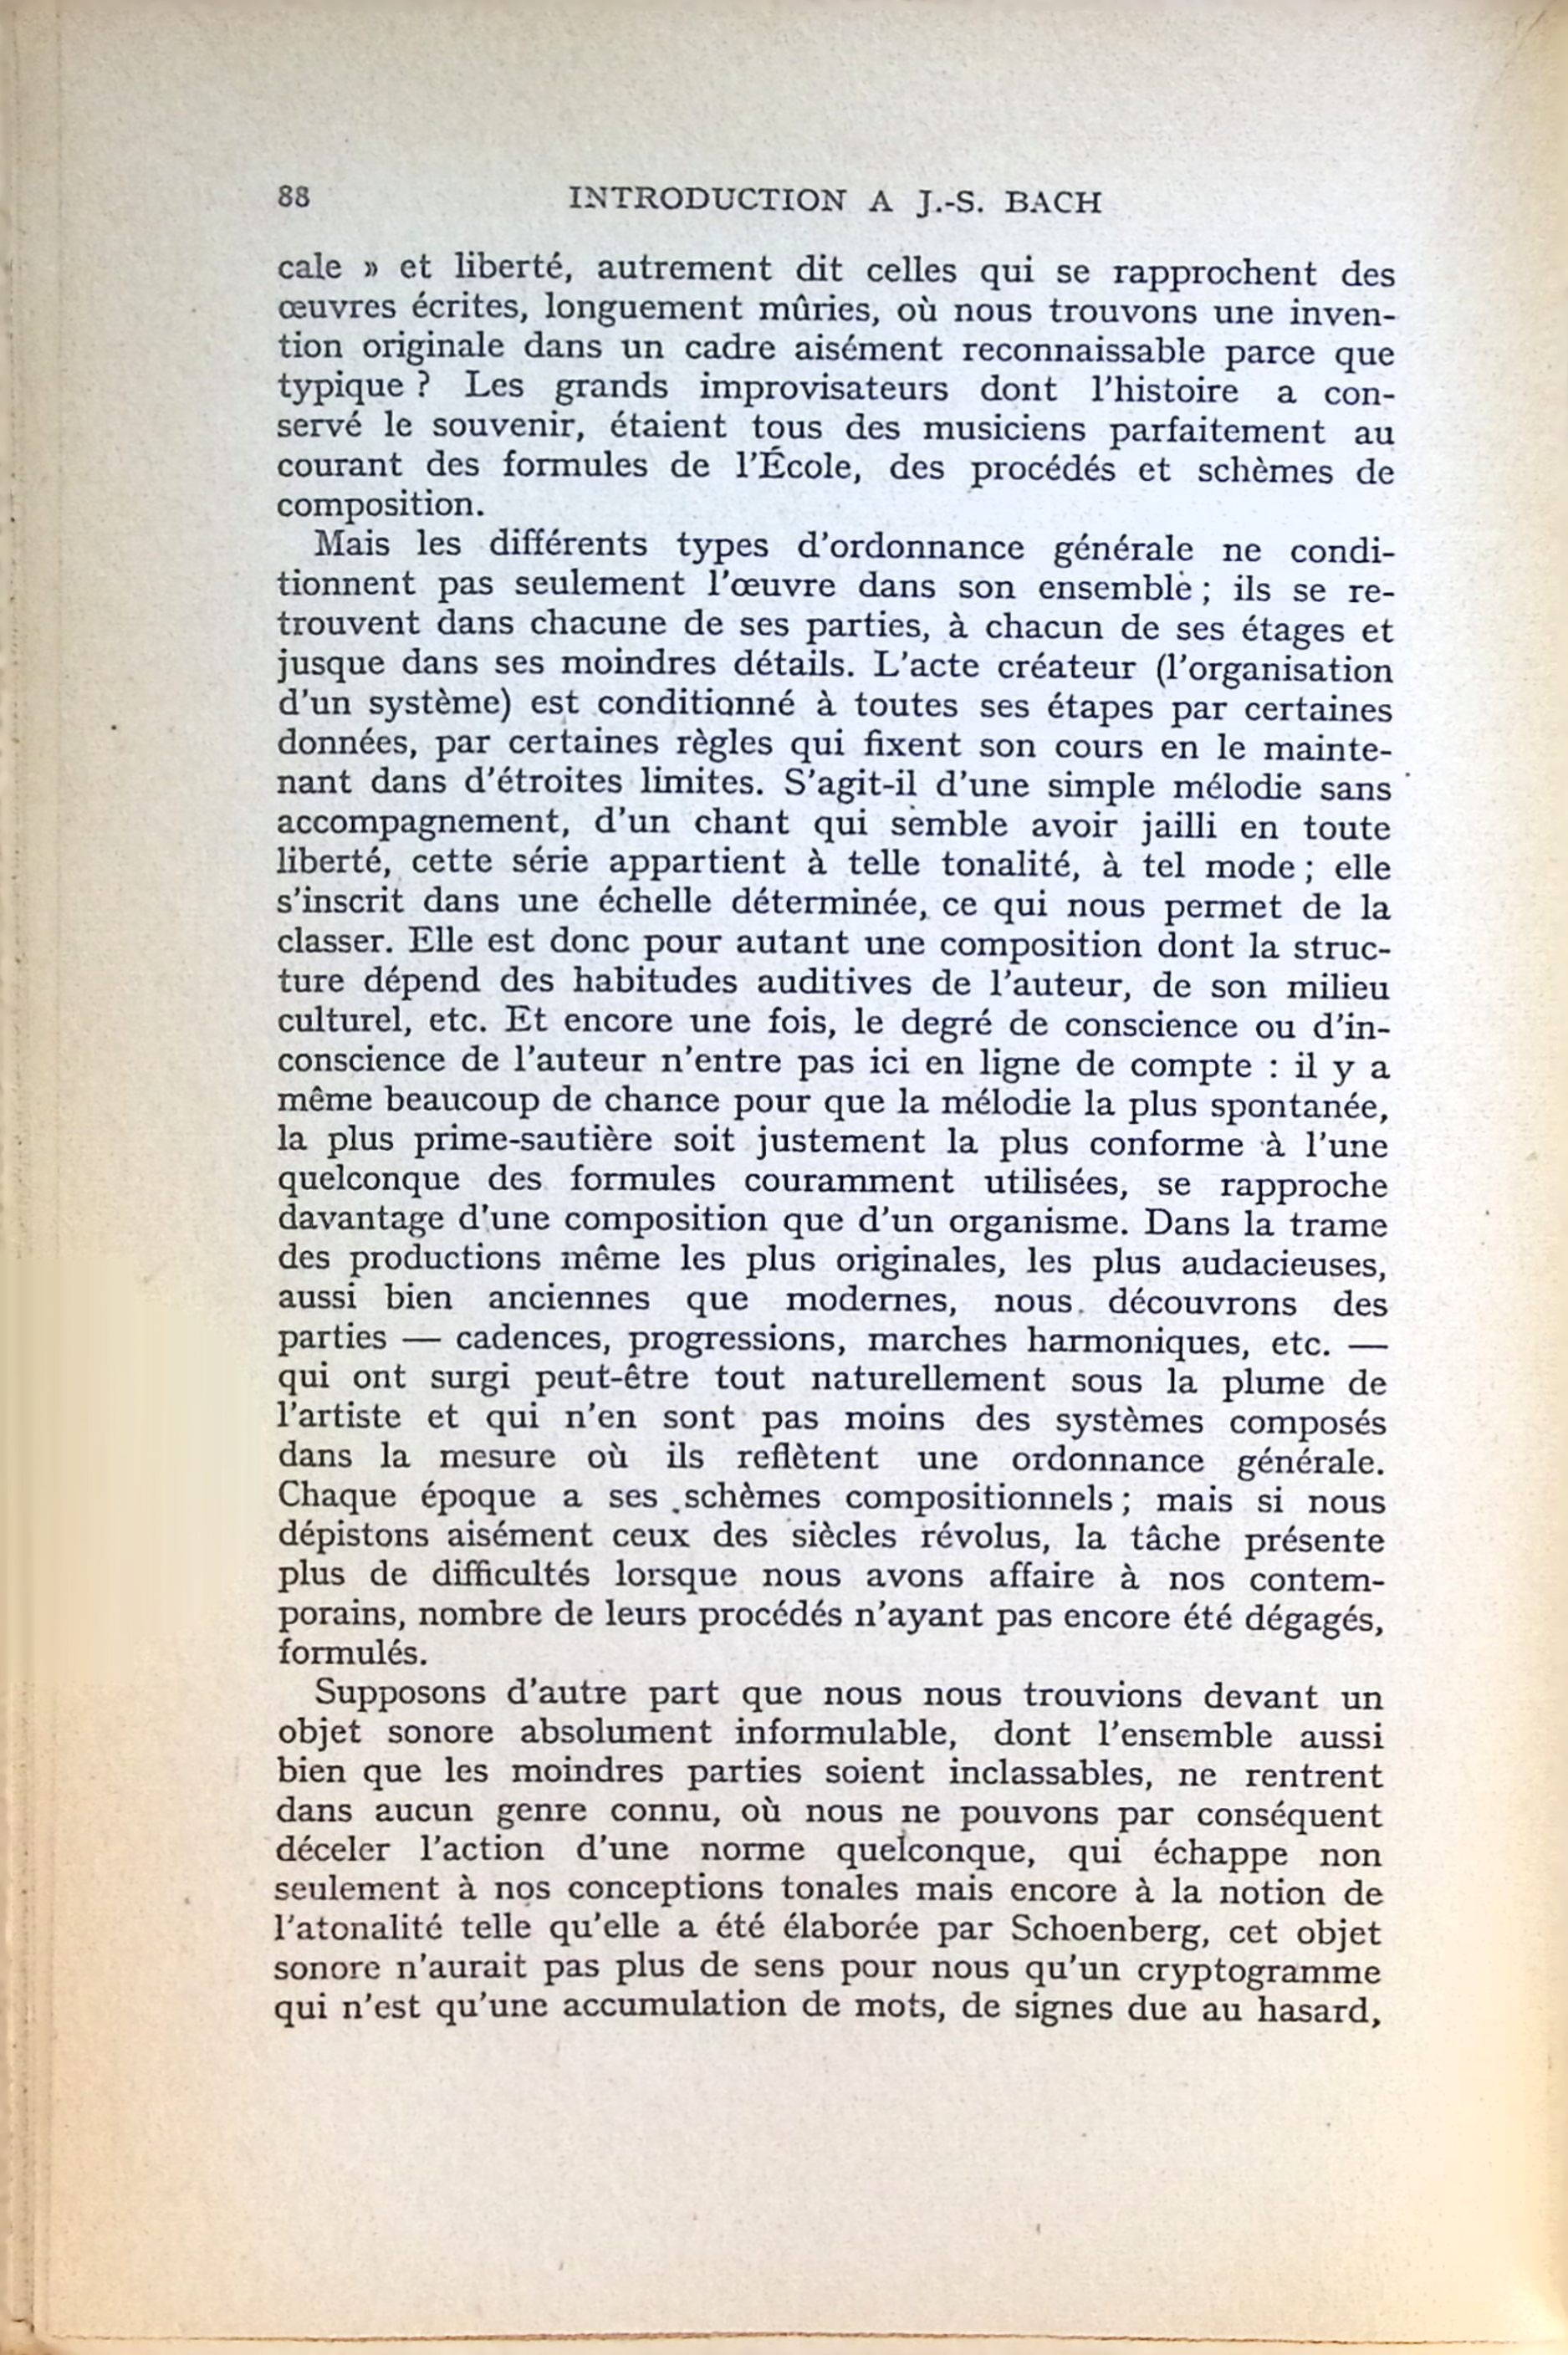 88 INTRODUCTION A J.-S. BACH
cale » et liberté, autrement dit celles qui se rapprochent des
œuvres écrites, longuement mûries, où nous trouvons une inven-
tion originale dans un cadre aisément reconnaissable parce que
typique ? Les grands improvisateurs dont l'histoire a con-
servé le souvenir, étaient tous des musiciens parfaitement au
courant des formules de l'École, des procédés et schèmes de
composition.
Mais les différents types d'ordonnance générale ne condi-
tionnent pas seulement l'œuvre dans son ensemble ; ils se re-
trouvent dans chacune de ses parties, à chacun de ses étages et
jusque dans ses moindres détails. L'acte créateur (l'organisation
d'un système) est conditionné à toutes ses étapes par certaines
données, par certaines règles qui fixent son cours en le mainte-
nant dans d'étroites limites. S'agit-il d'une simple mélodie sans
accompagnement, d'un chant qui semble avoir jailli en toute
liberté, cette série appartient à telle tonalité, à tel mode ; elle
s'inscrit dans une échelle déterminée, ce qui nous permet de la
classer. Elle est donc pour autant une composition dont la struc-
ture dépend des habitudes auditives de l'auteur, de son milieu
culturel, etc. Et encore une fois, le degré de conscience ou d'in-
conscience de l'auteur n'entre pas ici en ligne de compte : il y a
même beaucoup de chance pour que la mélodie la plus spontanée,
la plus prime-sautière soit justement la plus conforme à l'une
quelconque des formules couramment utilisées, se rapproche
davantage d'une composition que d'un organisme. Dans la trame
des productions même les plus originales, les plus audacieuses,
aussi bien anciennes que modernes, nous découvrons des
parties — cadences, progressions, marches harmoniques, etc. —
qui ont surgi peut-être tout naturellement sous la plume de
l'artiste et qui n'en sont pas moins des systèmes composés
dans la mesure où ils reflètent une ordonnance générale.
Chaque époque a ses schèmes compositionnels ; mais si nous
dépistons aisément ceux des siècles révolus, la tâche présente
plus de difficultés lorsque nous avons affaire à nos contem-
porains, nombre de leurs procédés n'ayant pas encore été dégagés,
formulés.
Supposons d'autre part que nous nous trouvions devant un
objet sonore absolument informulable, dont l'ensemble aussi
bien que les moindres parties soient inclassables, ne rentrent
dans aucun genre connu, où nous ne pouvons par conséquent
déceler l'action d'une norme quelconque, qui échappe non
seulement à nos conceptions tonales mais encore à la notion de
l'atonalité telle qu'elle a été élaborée par Schoenberg, cet objet
sonore n'aurait pas plus de sens pour nous qu'un cryptogramme
qui n'est qu'une accumulation de mots, de signes due au hasard,